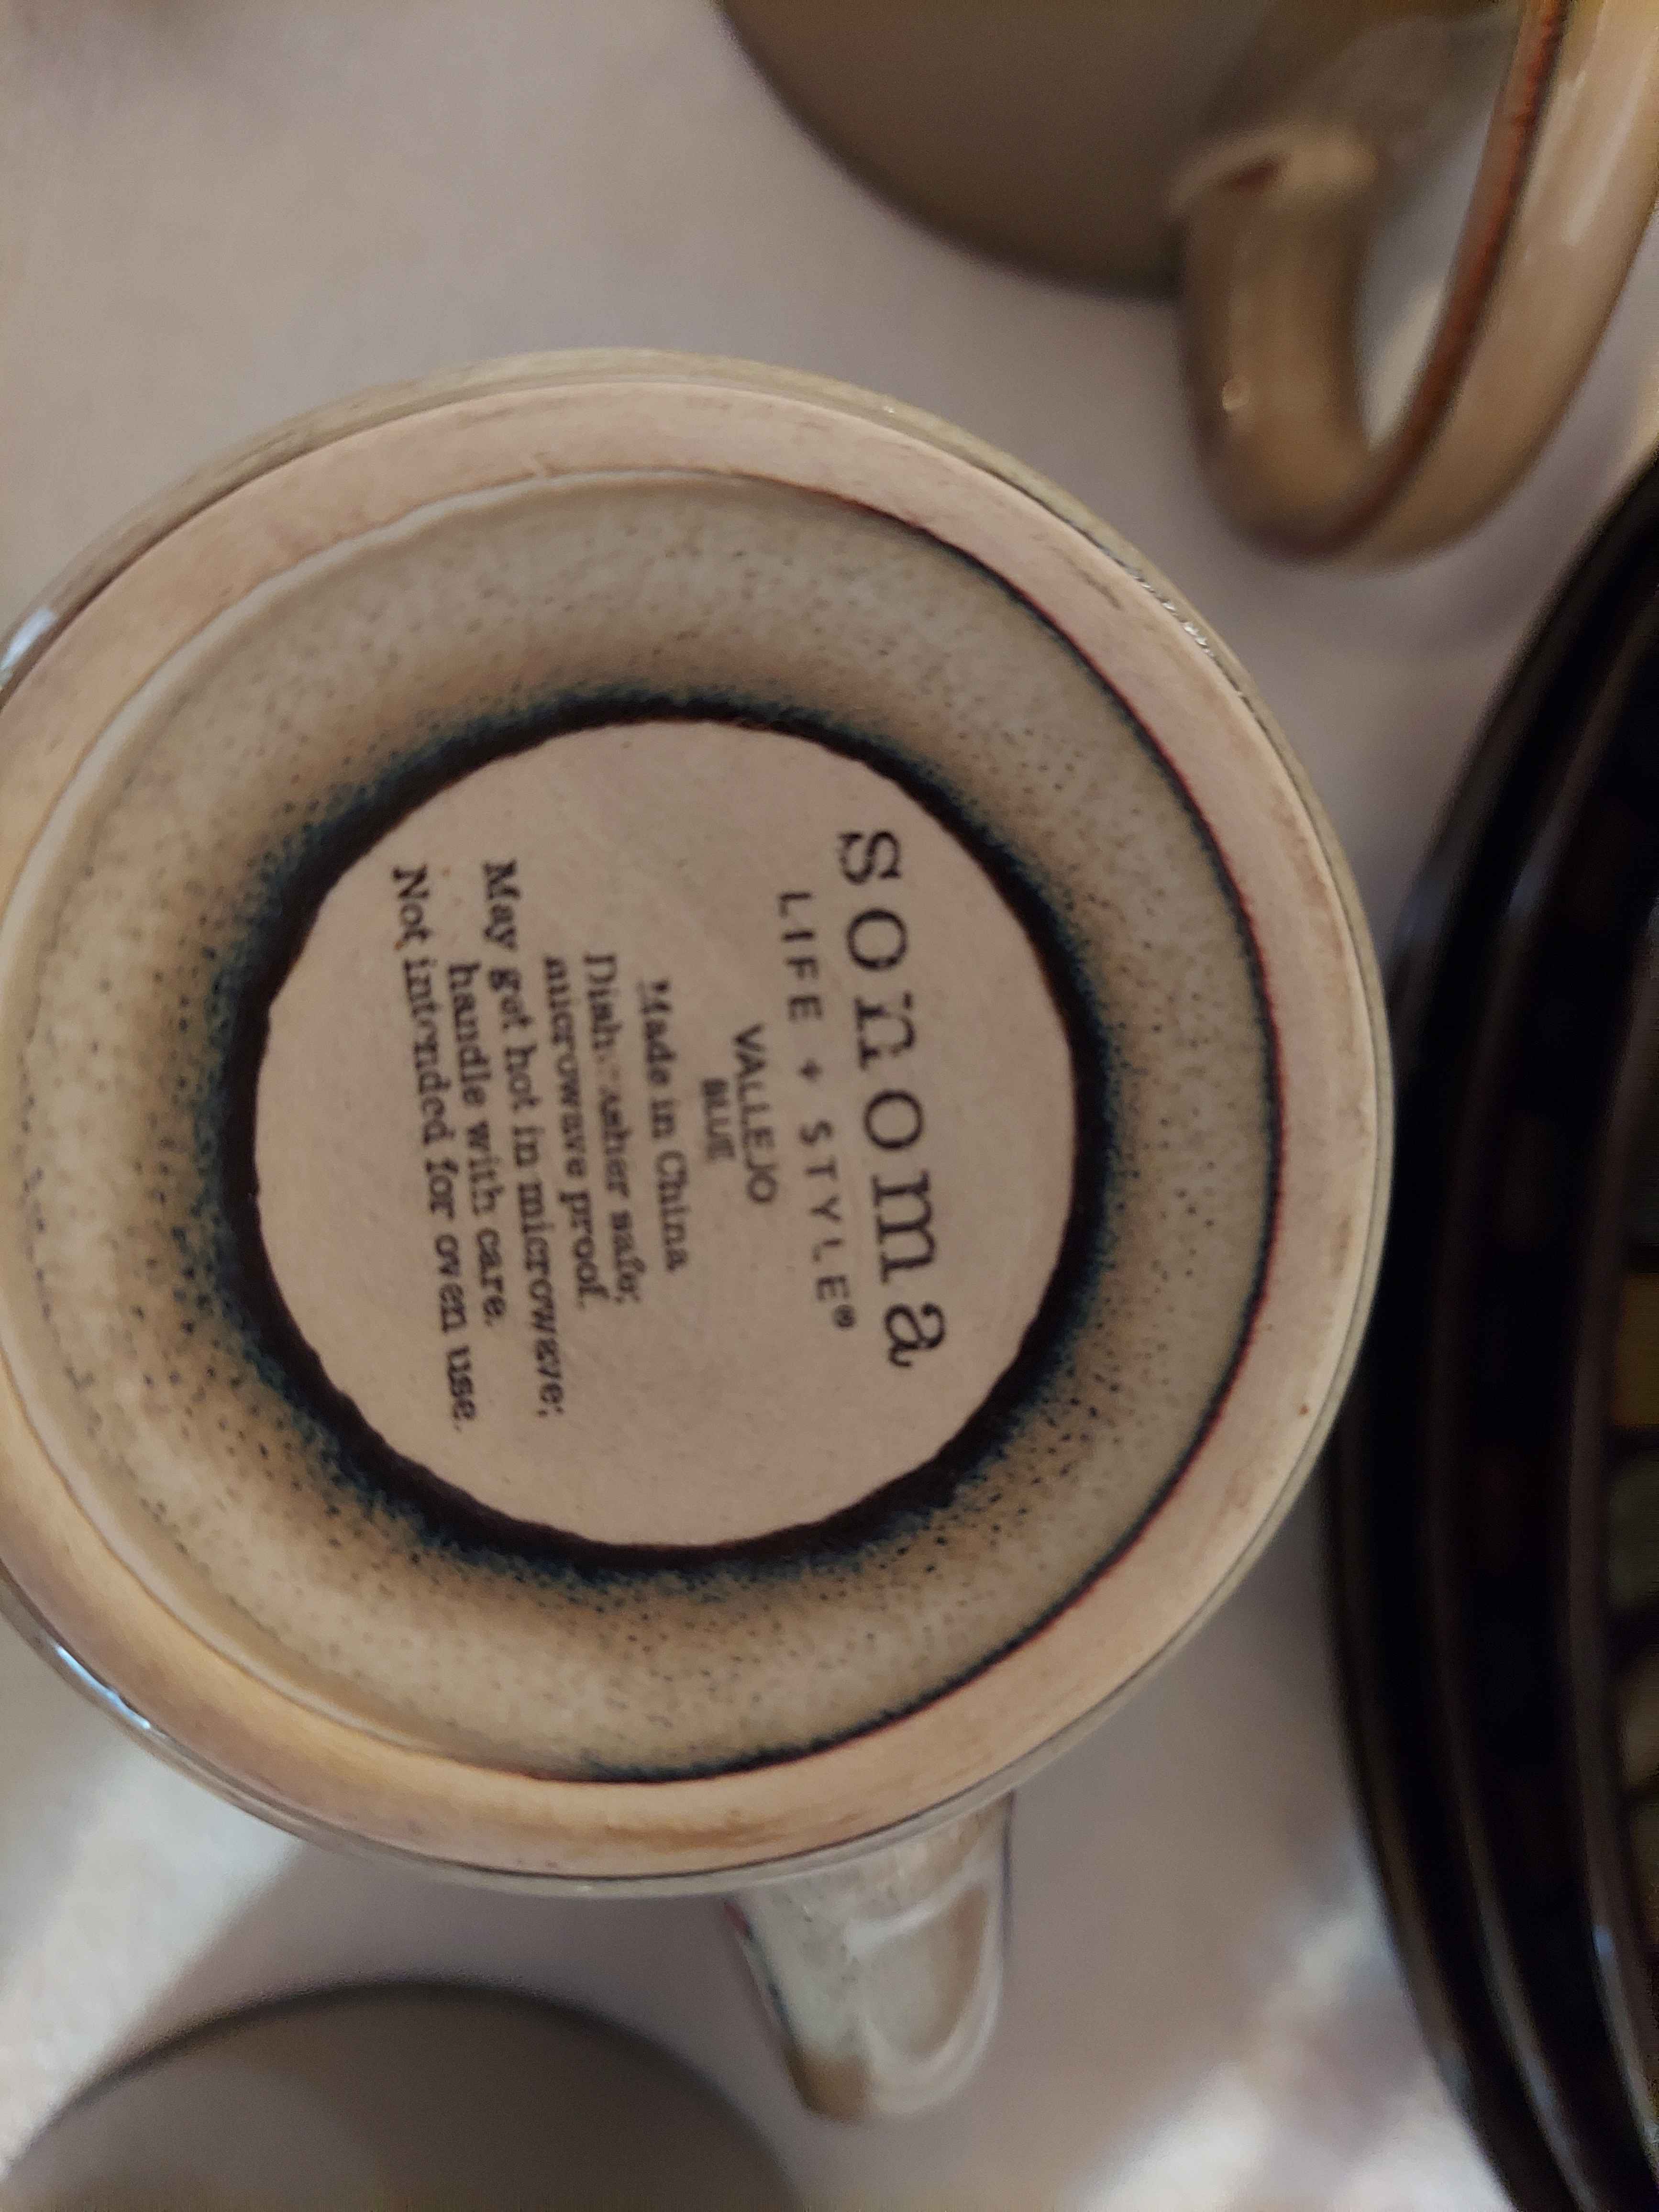 sonoma
LIFE + STYLE®
VALLEJO
BLUE
Made in China
Dishwasher safe;
microwave proof.
May get hot in microwave;
handle with care.
Not intended for oven use.